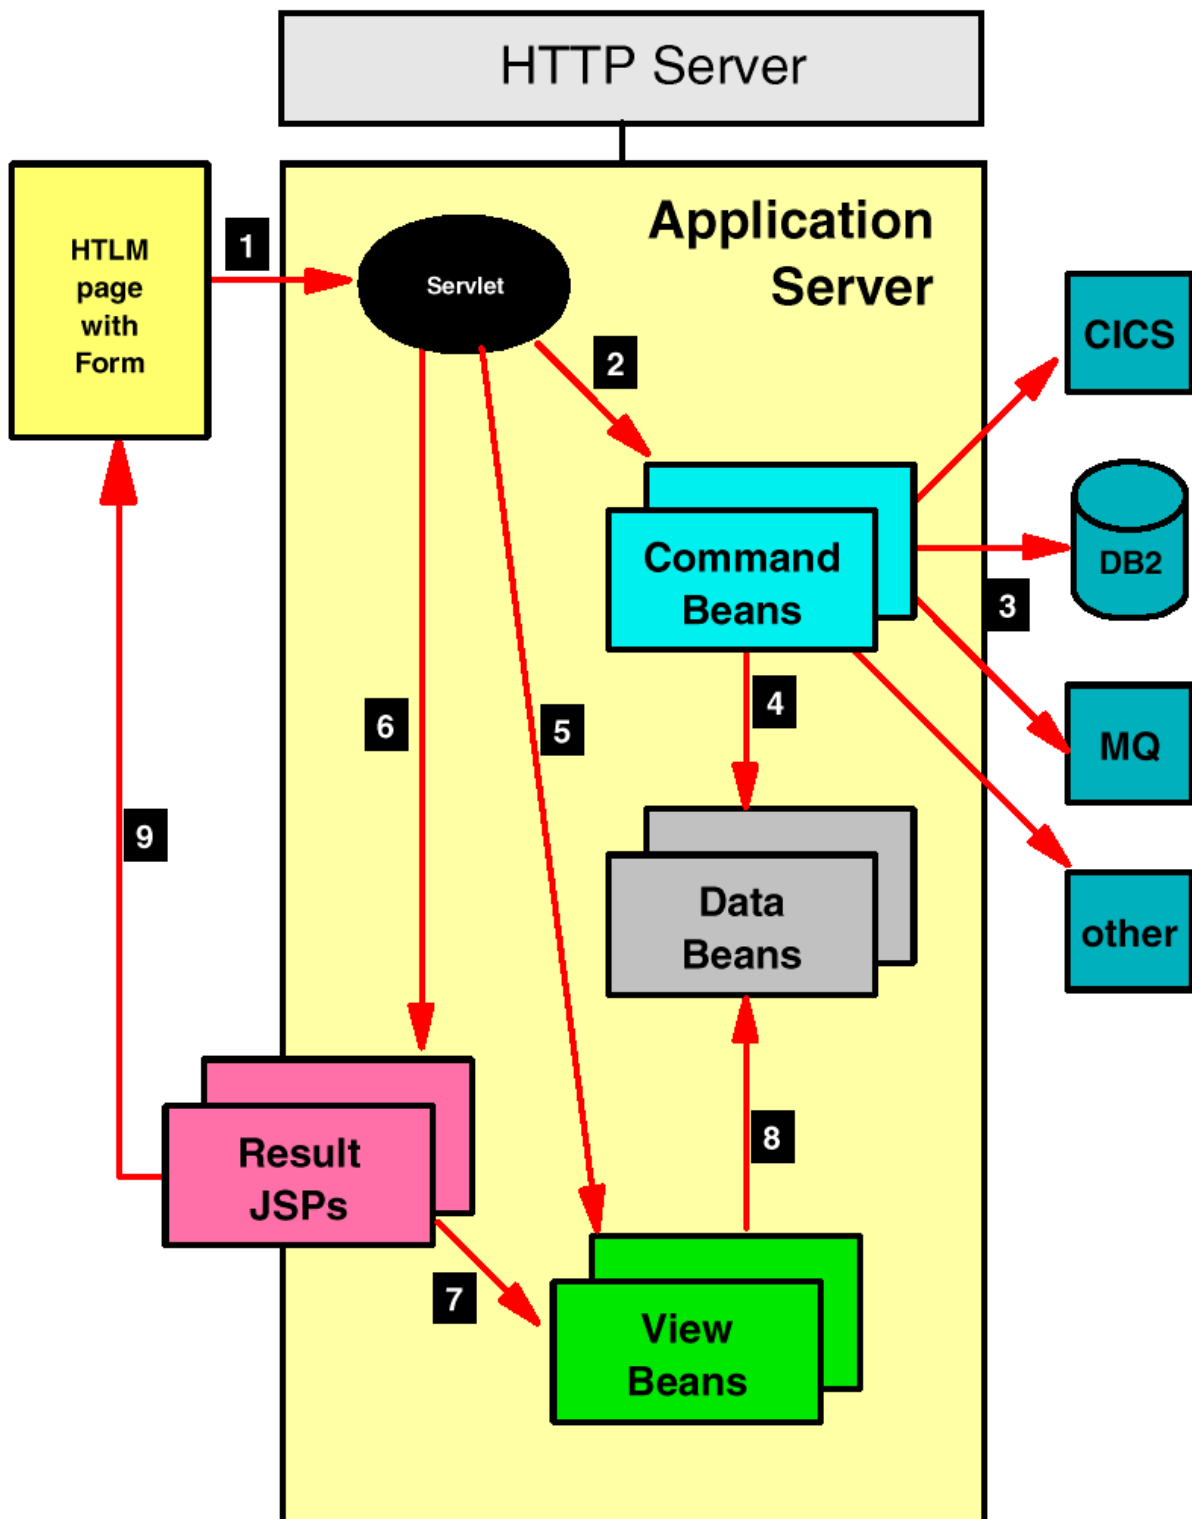 HTTP Server
Application
Server
HTLM
page
with
Form
1
Servlet
2
CICS
Command
Beans
DB2
3
MQ
4
5
6
other
Data
Beans
9
8
Result
JSPs
7
View
Beans